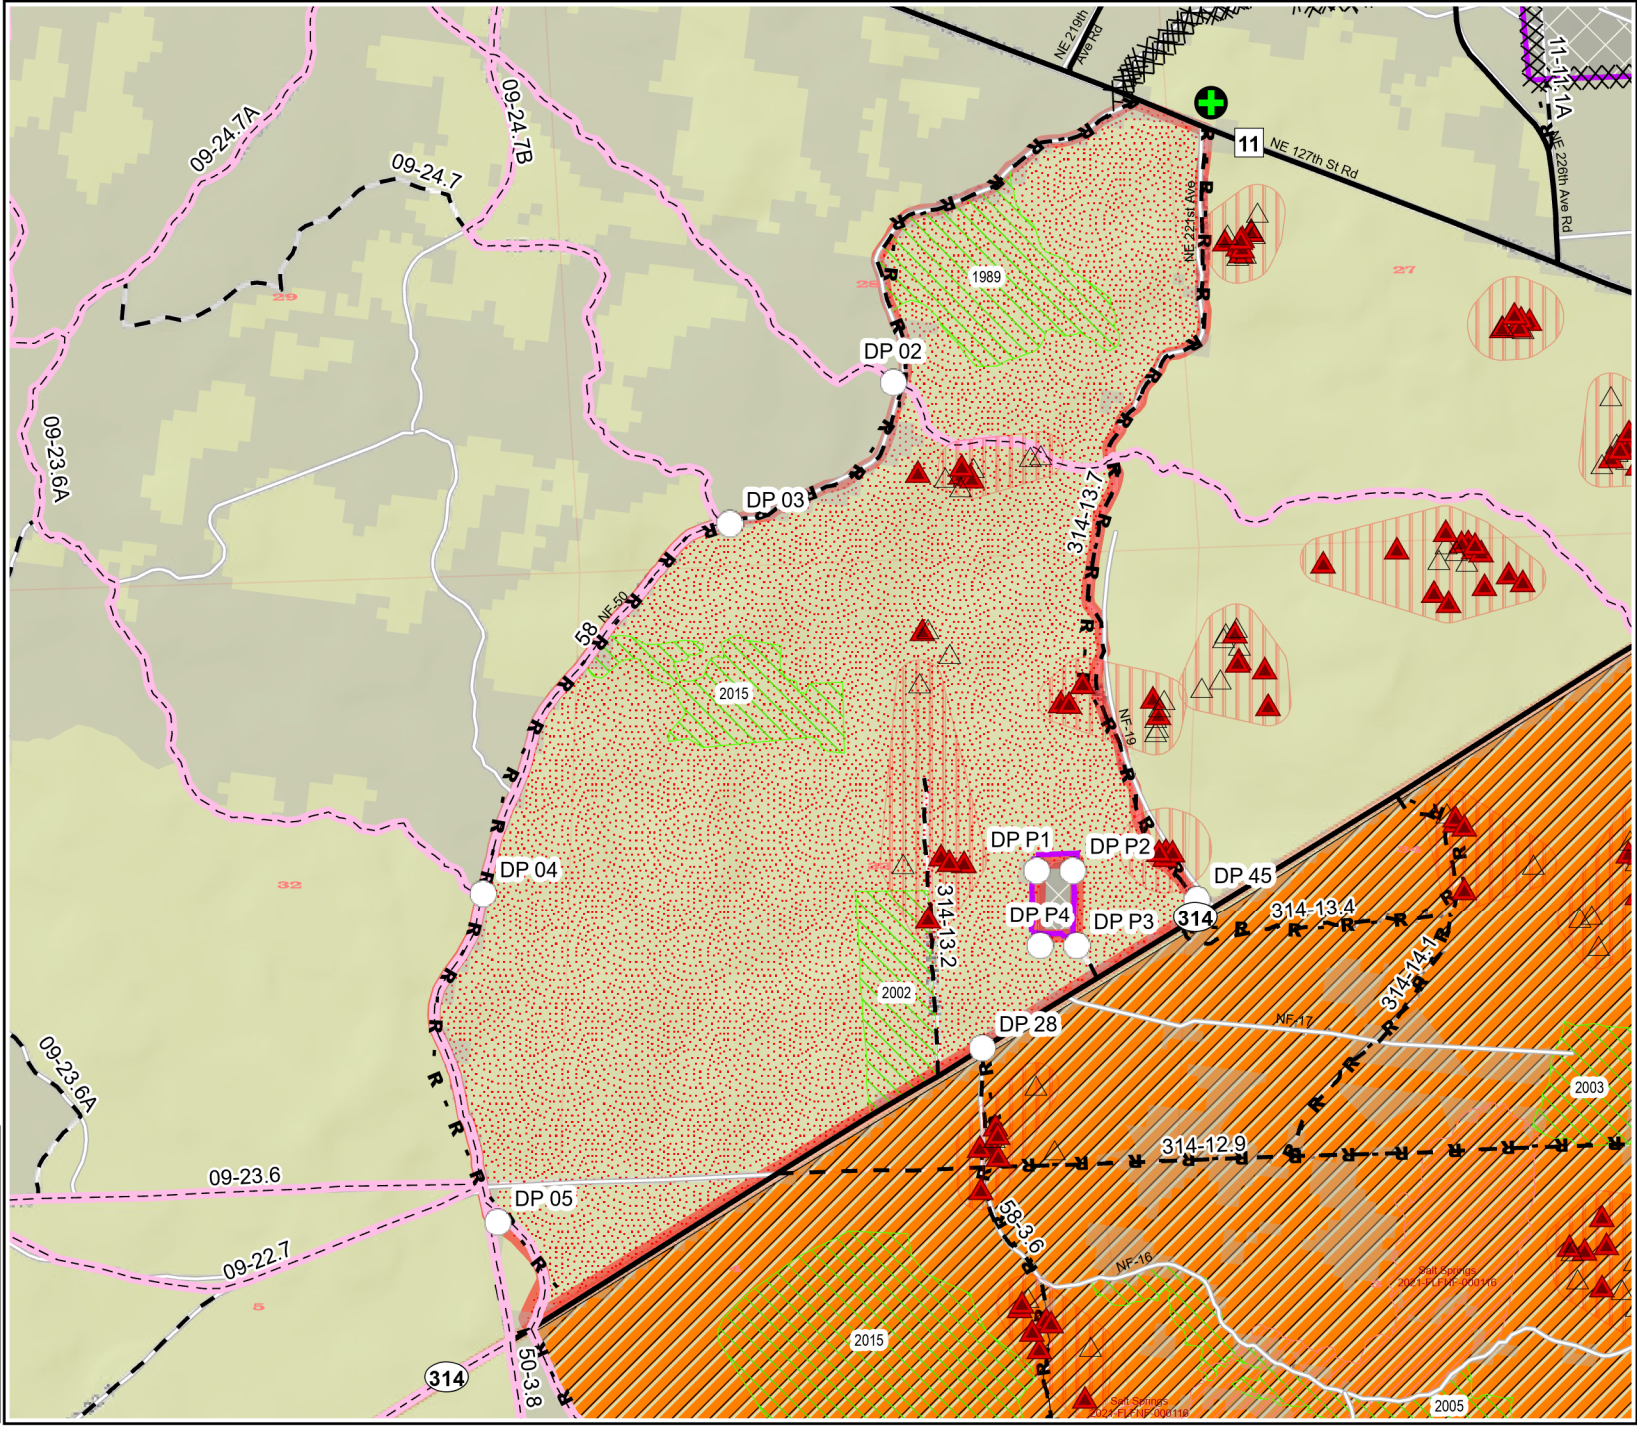 NE 219th
Ave Rd
11-11.1A
09-24.7A
09-24.7B
09-24.7
11
NE 127th St Rd
NE 226th Ave Rd
NE 221st Ave
1989
27
28
29
DP 02
09-23.6A
DP 03
314-13.7
58
NF-50
2015
NF-19
DP P1
DP P2
DP 04
DP 45
32
314-13.2
DP P4
DP P3
314
314-13.4
314-14.1
2002
DP 28
NF-17
09-23.6A
2003
314-12.9
09-23.6
DP 05
58-3.6
09-22.7
NF-16
Salt Springs
2021-FLFNF-000116
5
2015
314
50-3.8
Salt Springs
2021-FLFNF-000116
2005